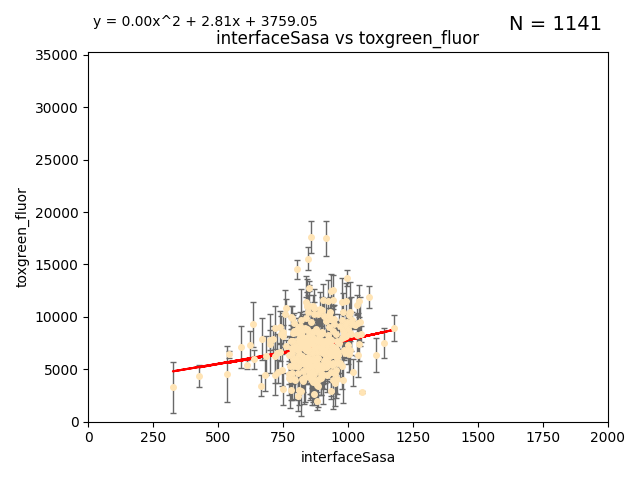 y = 0.00x^2 + 2.81x + 3759.05
N = 1141
interfaceSasa vs toxgreen_fluor
35000
30000
25000
20000
15000
10000
5000
0
toxgreen_fluor
0 250 500 750 1000 1250 1500 1750 2000
interfaceSasa